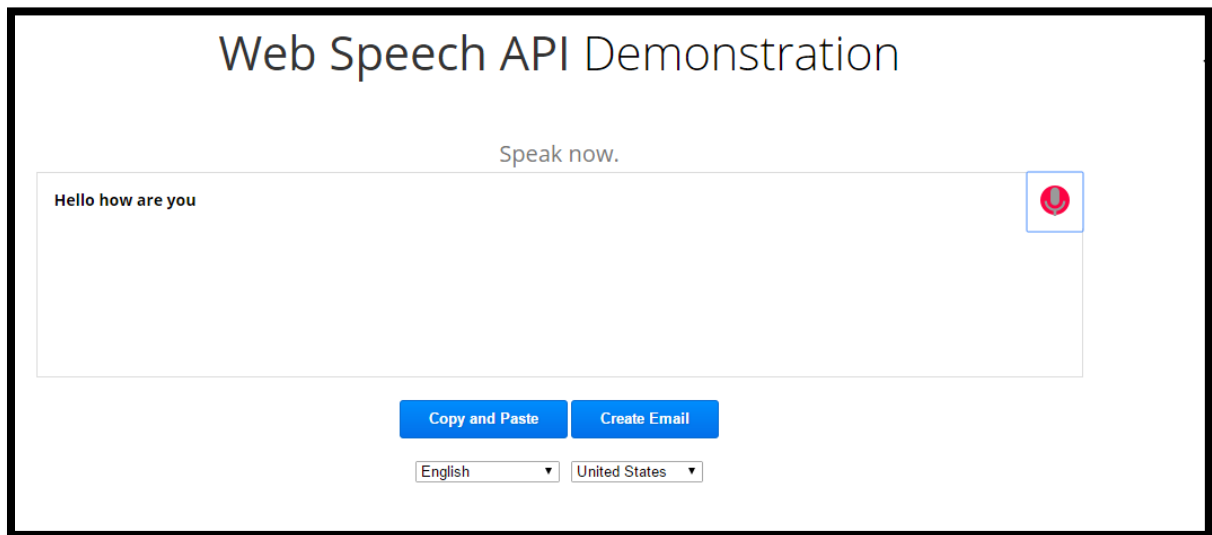 Web Speech API Demonstration
Speak now.
Hello how are you
Copy and Paste Create Email
English United States